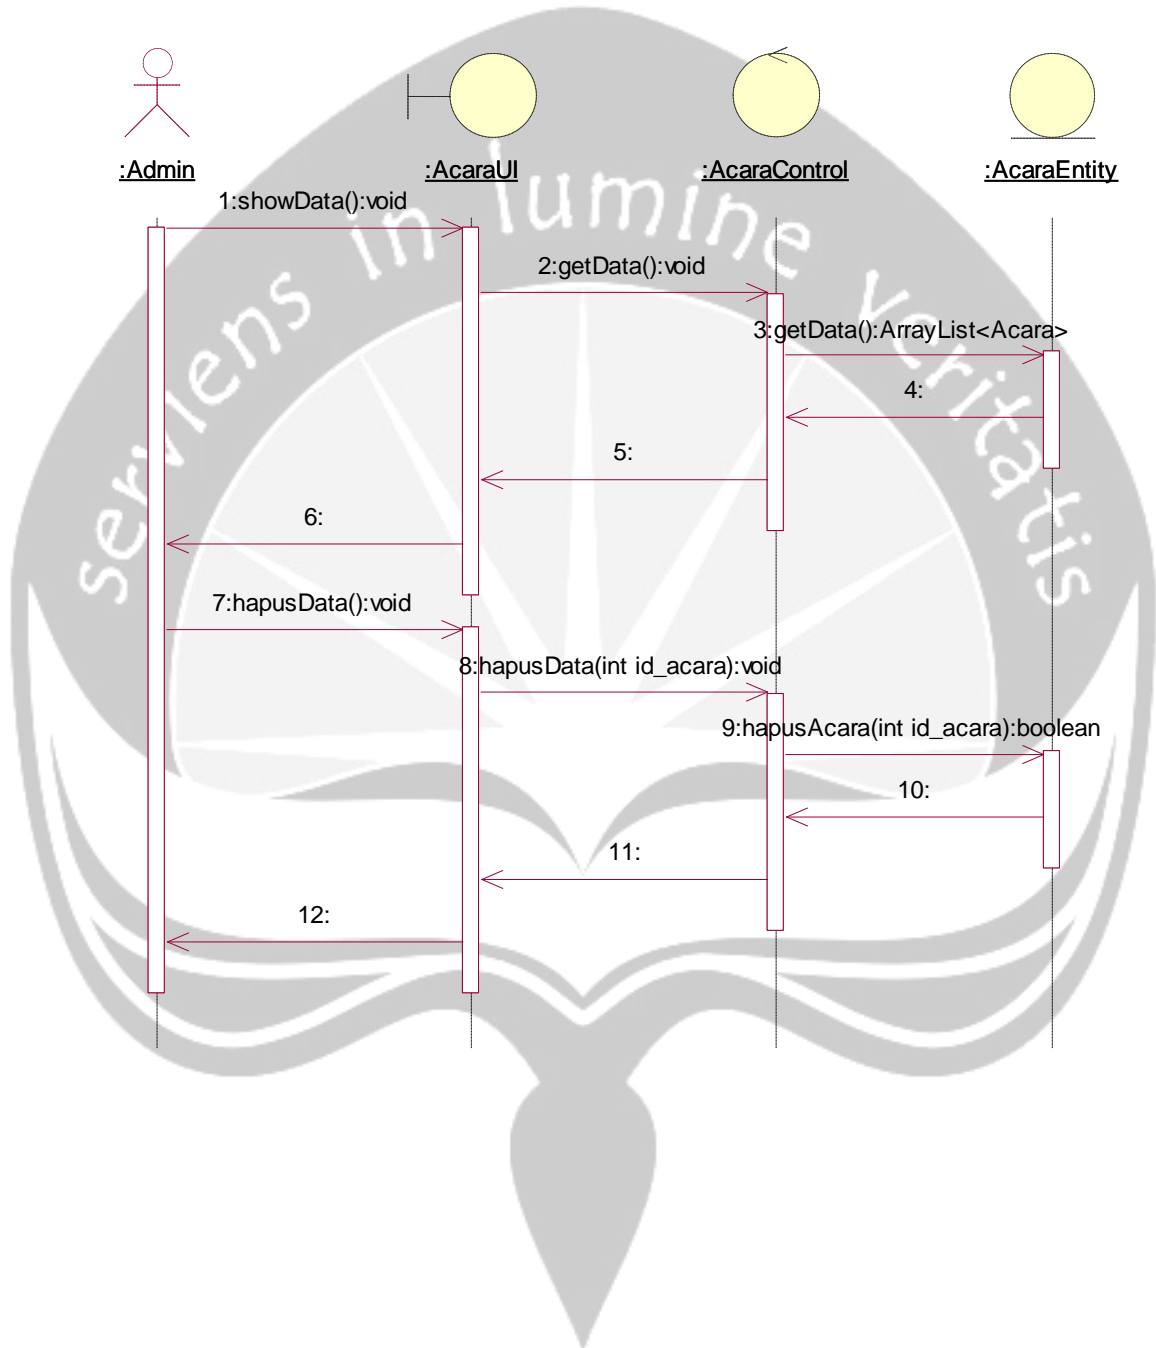 :Admin
:AcaraUI
:AcaraControl
:AcaraEntity
1:showData():void
2:getData():void
3:getData():ArrayList<Acara>
4:
5:
6:
7:hapusData():void
8:hapusData(int id_acara):void
9:hapusAcara(int id_acara):boolean
10:
11:
12:
serviens in lumine veritatis